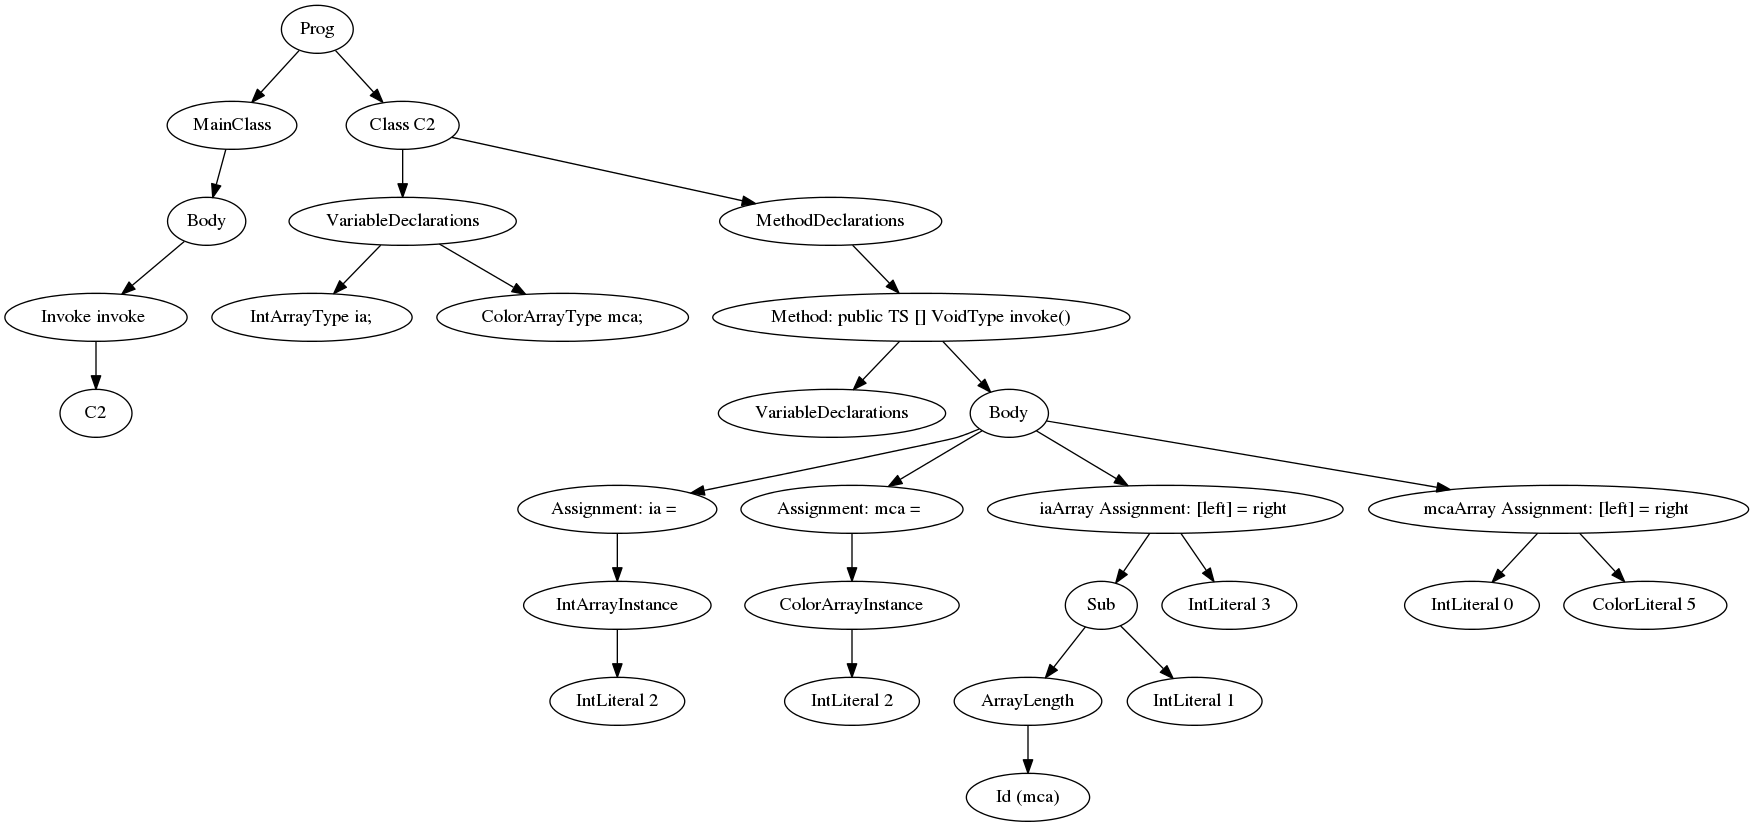 Prog
MainClass
Class C2
Body
VariableDeclarations
MethodDeclarations
Invoke invoke
IntArrayType ia;
ColorArrayType mca;
Method: public TS [] VoidType invoke()
C2
VariableDeclarations
Body
Assignment: ia =
Assignment: mca =
iaArray Assignment: [left] = right
mcaArray Assignment: [left] = right
IntArrayInstance
ColorArrayInstance
Sub
IntLiteral 3
IntLiteral 0
ColorLiteral 5
IntLiteral 2
IntLiteral 2
ArrayLength
IntLiteral 1
Id (mca)